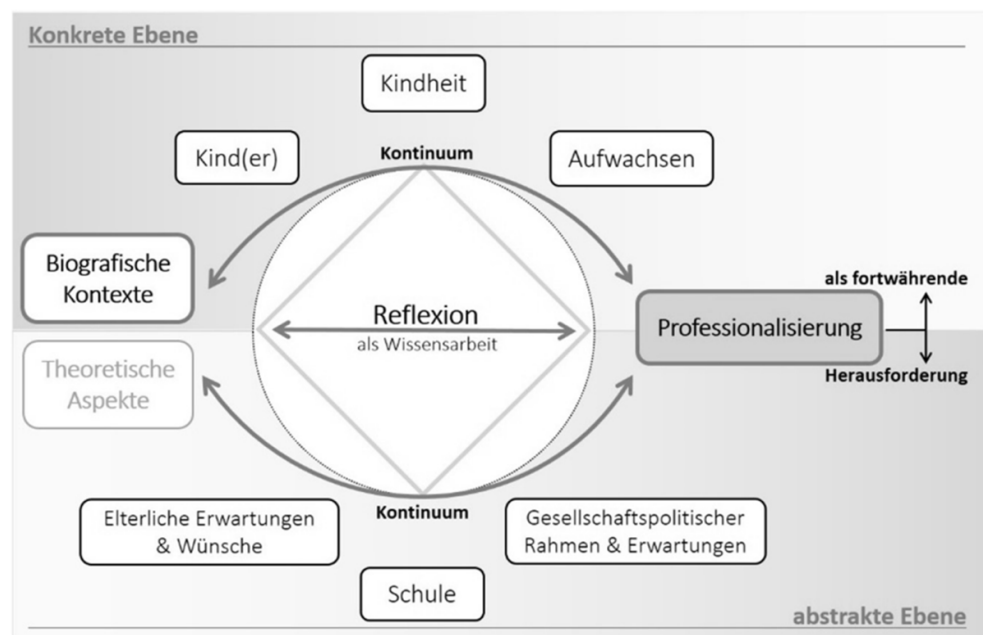 Konkrete Ebene
Kindheit
Kind(er)
Kontinuum
Aufwachsen
Biografische
Kontexte
als fortwährende
Reflexion
als Wissensarbeit
Professionalisierung
Theoretische
Aspekte
Herausforderung
Kontinuum
Elterliche Erwartungen
& Wünsche
Gesellschaftspolitischer
Rahmen & Erwartungen
Schule
abstrakte Ebene